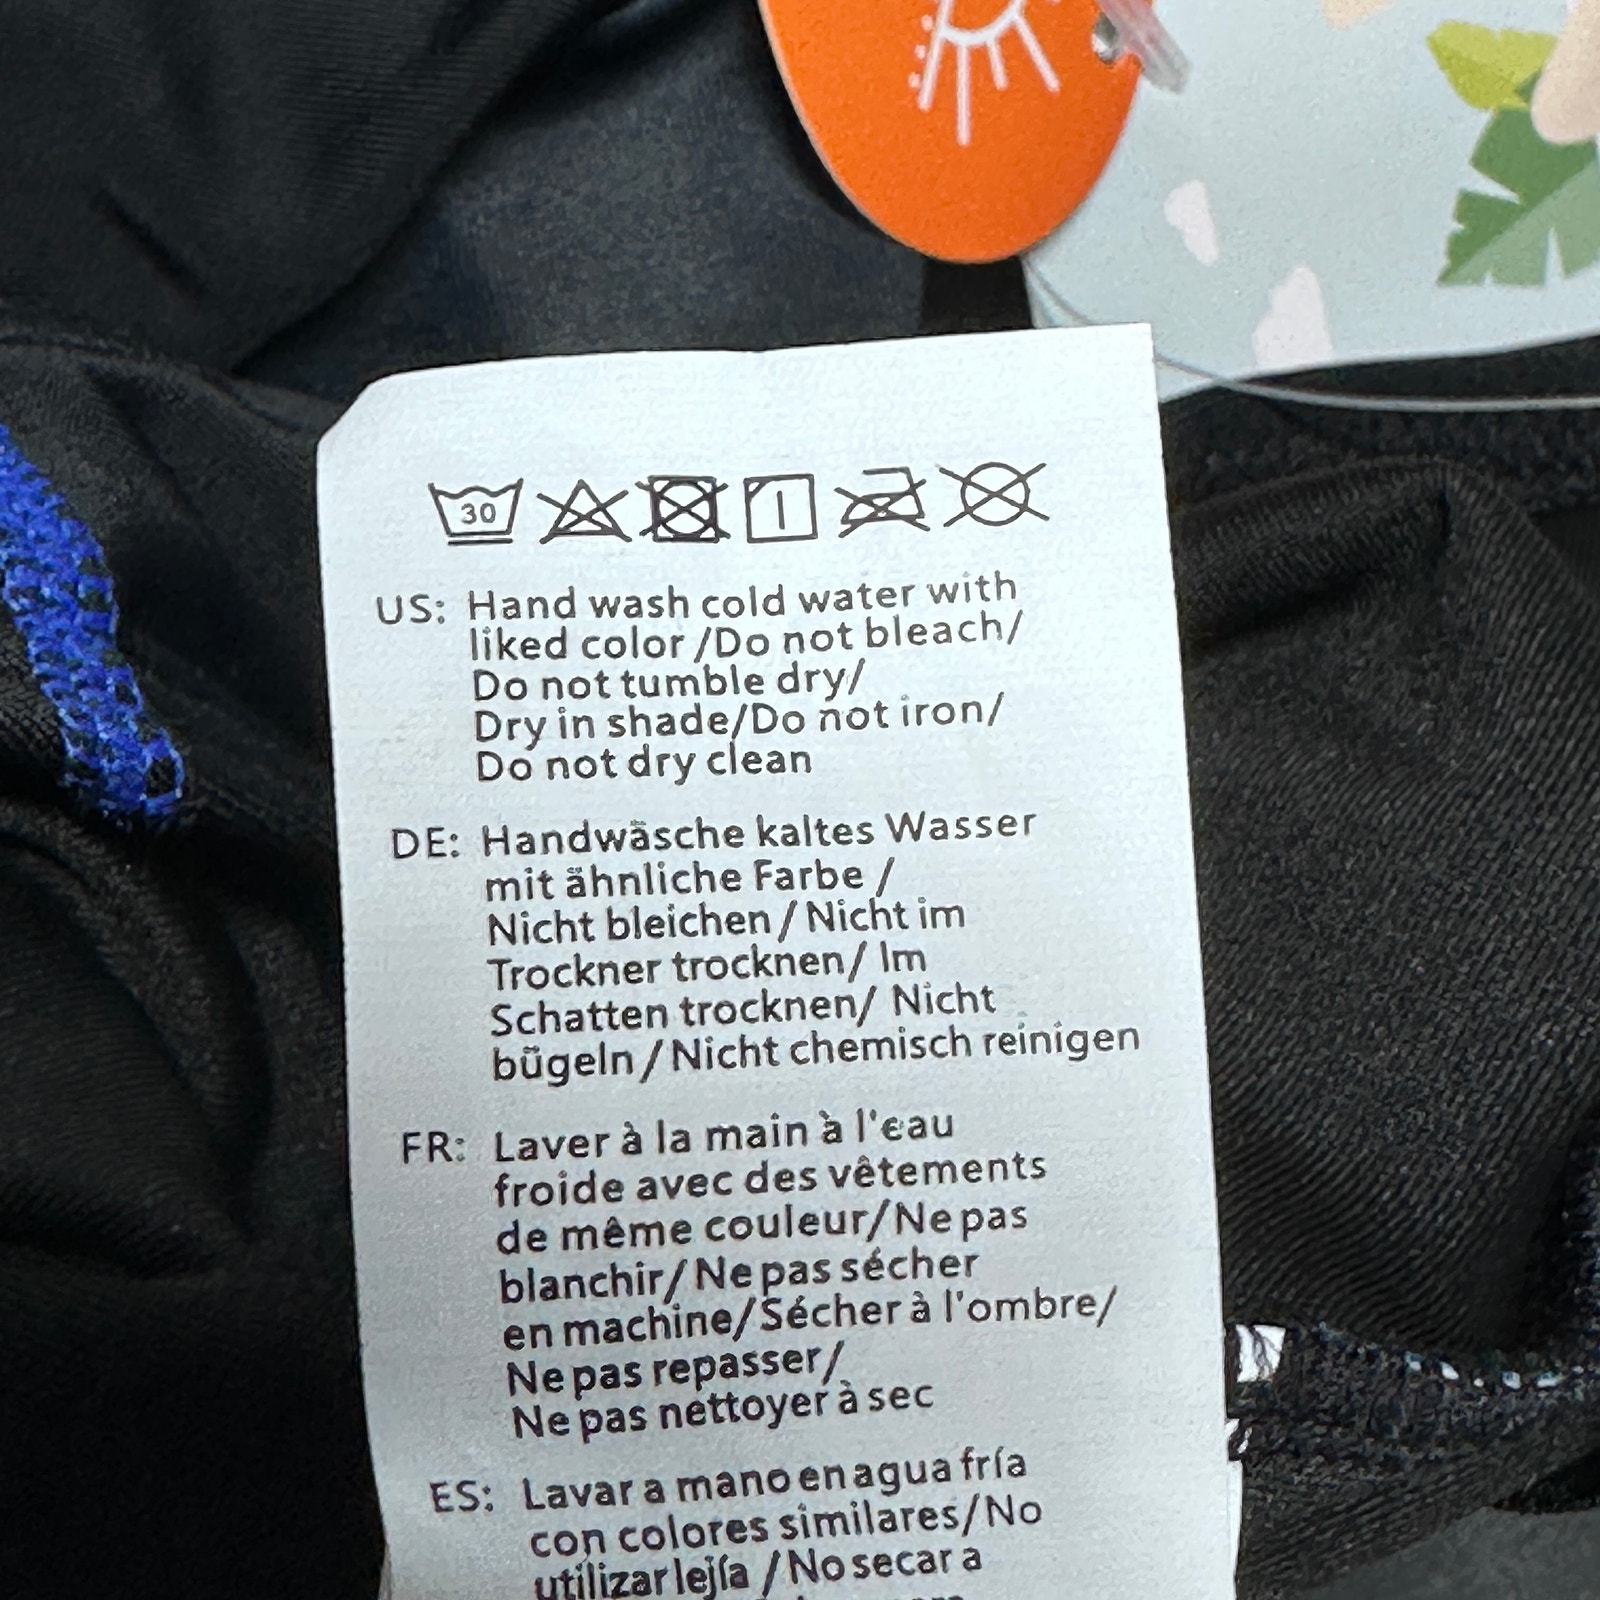 30
US: Hand wash cold water with
liked color /Do not bleach/
Do not tumble dry/
Dry in shade/Do not iron/
Do not dry clean
DE: Handwäsche kaltes Wasser
mit ähnliche Farbe /
Nicht bleichen / Nicht im
Trockner trocknen/ Im
Schatten trocknen/ Nicht
bügeln / Nicht chemisch reinigen
FR: Laver à la main à l'eau
froide avec des vêtements
de même couleur/Ne pas
blanchir/ Ne pas sécher
en machine/Sécher à l'ombre/
Ne pas repasser/
Ne pas nettoyer à sec
ES: Lavar a mano en agua fría
con colores similares/No
utilizar lejía /No secar a